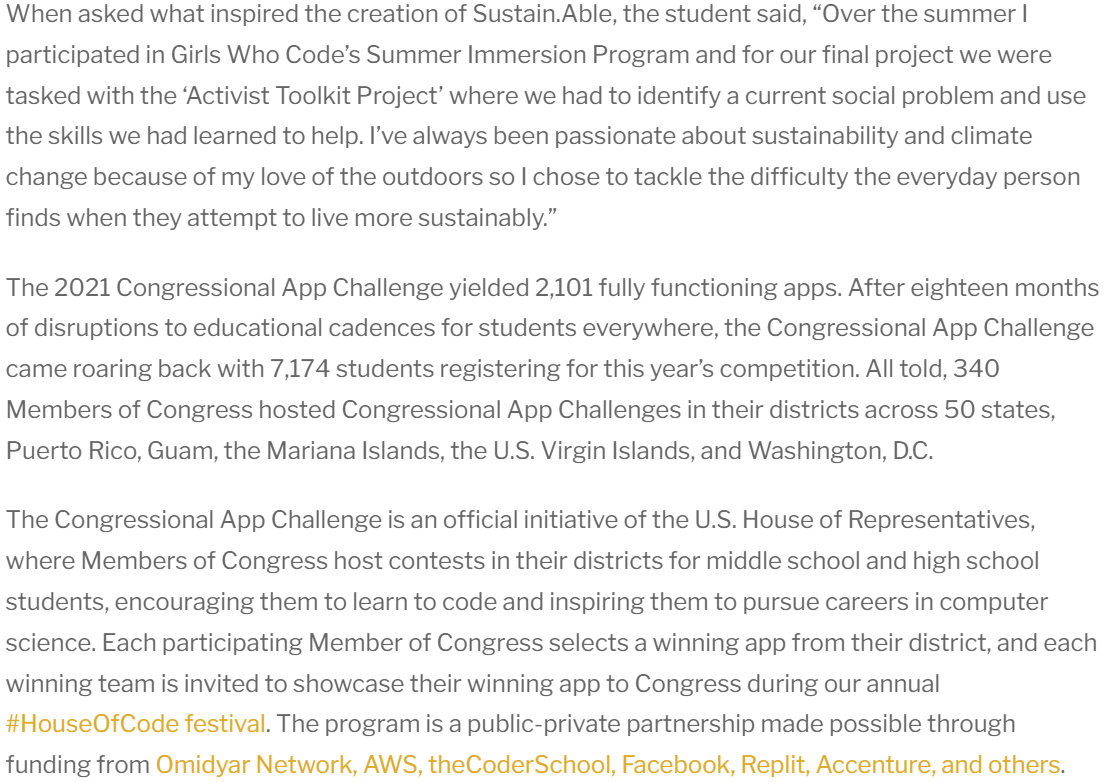 When asked what inspired the creation of Sustain.Able, the student said, “Over the summer I
participated in Girls Who Code’s Summer Immersion Program and for our final project we were
tasked with the ‘Activist Toolkit Project’ where we had to identify a current social problem and use
the skills we had learned to help. I’ve always been passionate about sustainability and climate
change because of my love of the outdoors so I chose to tackle the difficulty the everyday person
finds when they attempt to live more sustainably.”
The 2021 Congressional App Challenge yielded 2,101 fully functioning apps. After eighteen months
of disruptions to educational cadences for students everywhere, the Congressional App Challenge
came roaring back with 7,174 students registering for this year’s competition. All told, 340
Members of Congress hosted Congressional App Challenges in their districts across 50 states,
Puerto Rico, Guam, the Mariana Islands, the U.S. Virgin Islands, and Washington, D.C.
The Congressional App Challenge is an official initiative of the U.S. House of Representatives,
where Members of Congress host contests in their districts for middle school and high school
students, encouraging them to learn to code and inspiring them to pursue careers in computer
science. Each participating Member of Congress selects a winning app from their district, and each
winning team is invited to showcase their winning app to Congress during our annual
#HouseOfCode festival. The program is a public-private partnership made possible through
funding from Omidyar Network, AWS, theCoderSchool, Facebook, Replit, Accenture, and others.